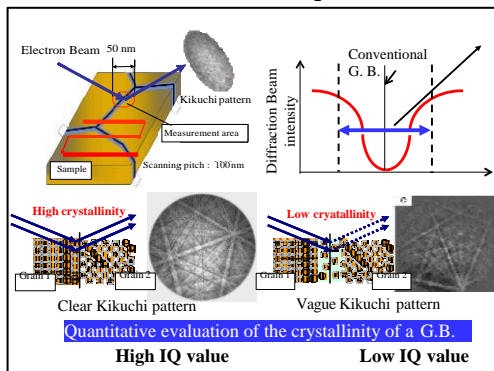 50 nm
Electron Beam
Kikuchi pattern
Measurement area
Sample
Scanning pitch : 100nm
Conventional
G. B.
Diffraction Beam
intensity
High crystallinity
Grain 1
Grain 2
Clear Kikuchi pattern
Low crytallinity
Grain 1
Grain 2
Vague Kikuchi pattern
Quantitative evaluation of the crystallinity of a G.B.
High IQ value
Low IQ value